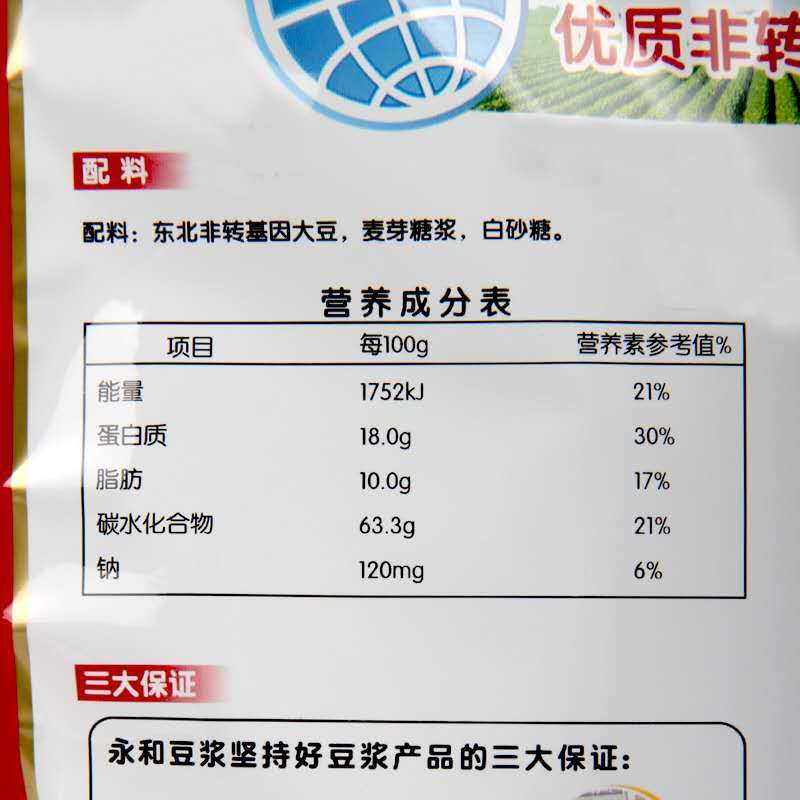 优质非转
配料
配料：东北非转基因大豆，麦芽糖浆，白砂糖。
营养成分表
项目 每100g 营养素参考值%
能量 1752kJ 21%
蛋白质 18.0g 30%
脂肪 10.0g 17%
碳水化合物 63.3g 21%
钠 120mg 6%
三大保证
永和豆浆坚持好豆浆产品的三大保证：